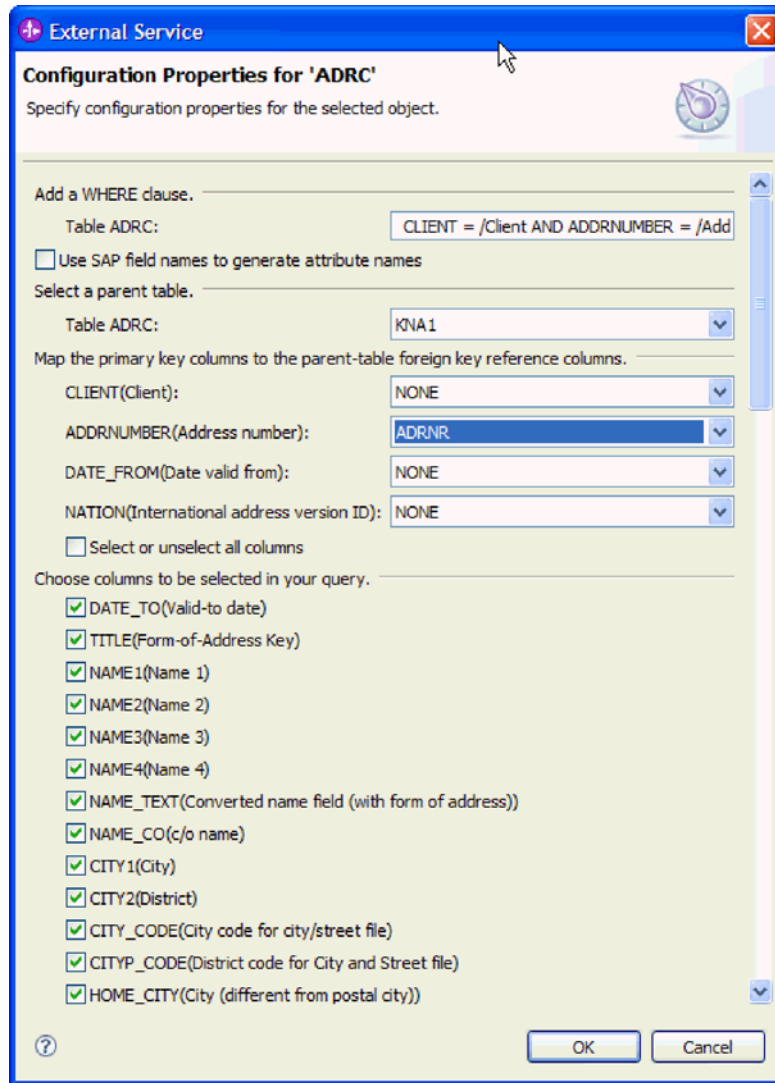 External Service
Configuration Properties for 'ADRC'
Specify configuration properties for the selected object.
Add a WHERE clause.
Table ADRC: CLIENT = /Client AND ADDRNUMBER = /Add
Use SAP field names to generate attribute names
Select a parent table.
Table ADRC: KNA1
Map the primary key columns to the parent-table foreign key reference columns.
CLIENT(Client): NONE
ADDRNUMBER(Address number): ADRNR
DATE_FROM(Date valid from): NONE
NATION(International address version ID): NONE
Select or unselect all columns
Choose columns to be selected in your query.
DATE_TO(Valid-to date)
TITLE(Form-of-Address Key)
NAME1(Name 1)
NAME2(Name 2)
NAME3(Name 3)
NAME4(Name 4)
NAME_TEXT(Converted name field (with form of address))
NAME_CO(c/o name)
CITY1(City)
CITY2(District)
CITY_CODE(City code for city/street file)
CITYP_CODE(District code for City and Street file)
HOME_CITY(City (different from postal city))
? OK Cancel